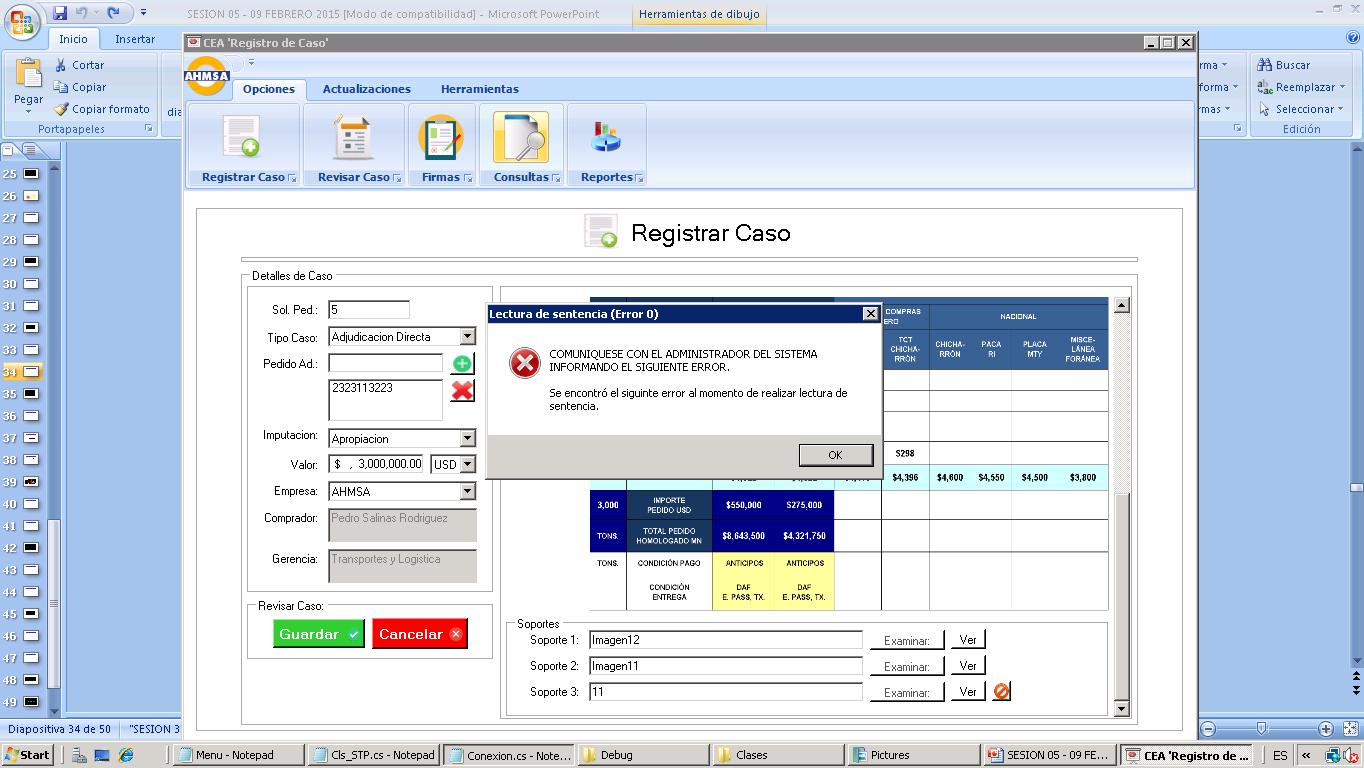 SESION 05 - 09 FEBRERO 2015 [Modo de compatibilidad] - Microsoft PowerPoint
Herramientas de dibujo
Inicio
Insertar
Pegar
Cortar
Copiar
Copiar formato
Portapapeles
Buscar
Reemplazar
Seleccionar
Edición
CEA 'Registro de Caso'
AHMSA
Opciones
Actualizaciones
Herramientas
Registrar Caso
Revisar Caso
Firmas
Consultas
Reportes
25
26
27
28
29
30
31
32
33
34
35
36
37
38
39
40
41
42
43
44
45
46
47
48
49
Registrar Caso
Detalles de Caso
Sol. Ped.: 5
Tipo Caso: Adjudicacion Directa
Pedido Ad.:
2323113223
Imputacion: Apropiacion
Valor: $ , 3,000,000.00 USD
Empresa: AHMSA
Comprador: Pedro Salinas Rodriguez
Gerencia: Transportes y Logistica
Revisar Caso:
Guardar
Cancelar
Lectura de sentencia (Error 0)
COMUNIQUESE CON EL ADMINISTRADOR DEL SISTEMA
INFORMANDO EL SIGUIENTE ERROR.
Se encontró el siguinte error al momento de realizar lectura de
sentencia.
OK
COMPRAS
ERO
NACIONAL
TCT
CHICHA-
RRÓN
CHICHA-
RRÓN
PACA
RI
PLACA
MTY
MISCE-
LÁNEA
FORÁNEA
$298
$4,396 $4,600 $4,550 $4,500 $3,800
3,000
IMPORTE
PEDIDO USD
$550,000 $275,000
TONS.
TOTAL PEDIDO
HOMOLOGADO MN
$8,643,500 $4,321,750
TONS. CONDICIÓN PAGO ANTICIPOS ANTICIPOS
CONDICIÓN
ENTREGA
DAF
E. PASS, TX.
DAF
E. PASS, TX.
Soportes
Soporte 1: Imagen12 Examinar: Ver
Soporte 2: Imagen11 Examinar: Ver
Soporte 3: 11 Examinar: Ver
Diapositiva 34 de 50
"SESION 3
Start
Menu - Notepad
Cls_STP.cs - Notepad
Conexion.cs - Note...
Debug
Clases
Pictures
SESION 05 - 09 FE...
CEA 'Registro de ...
ES